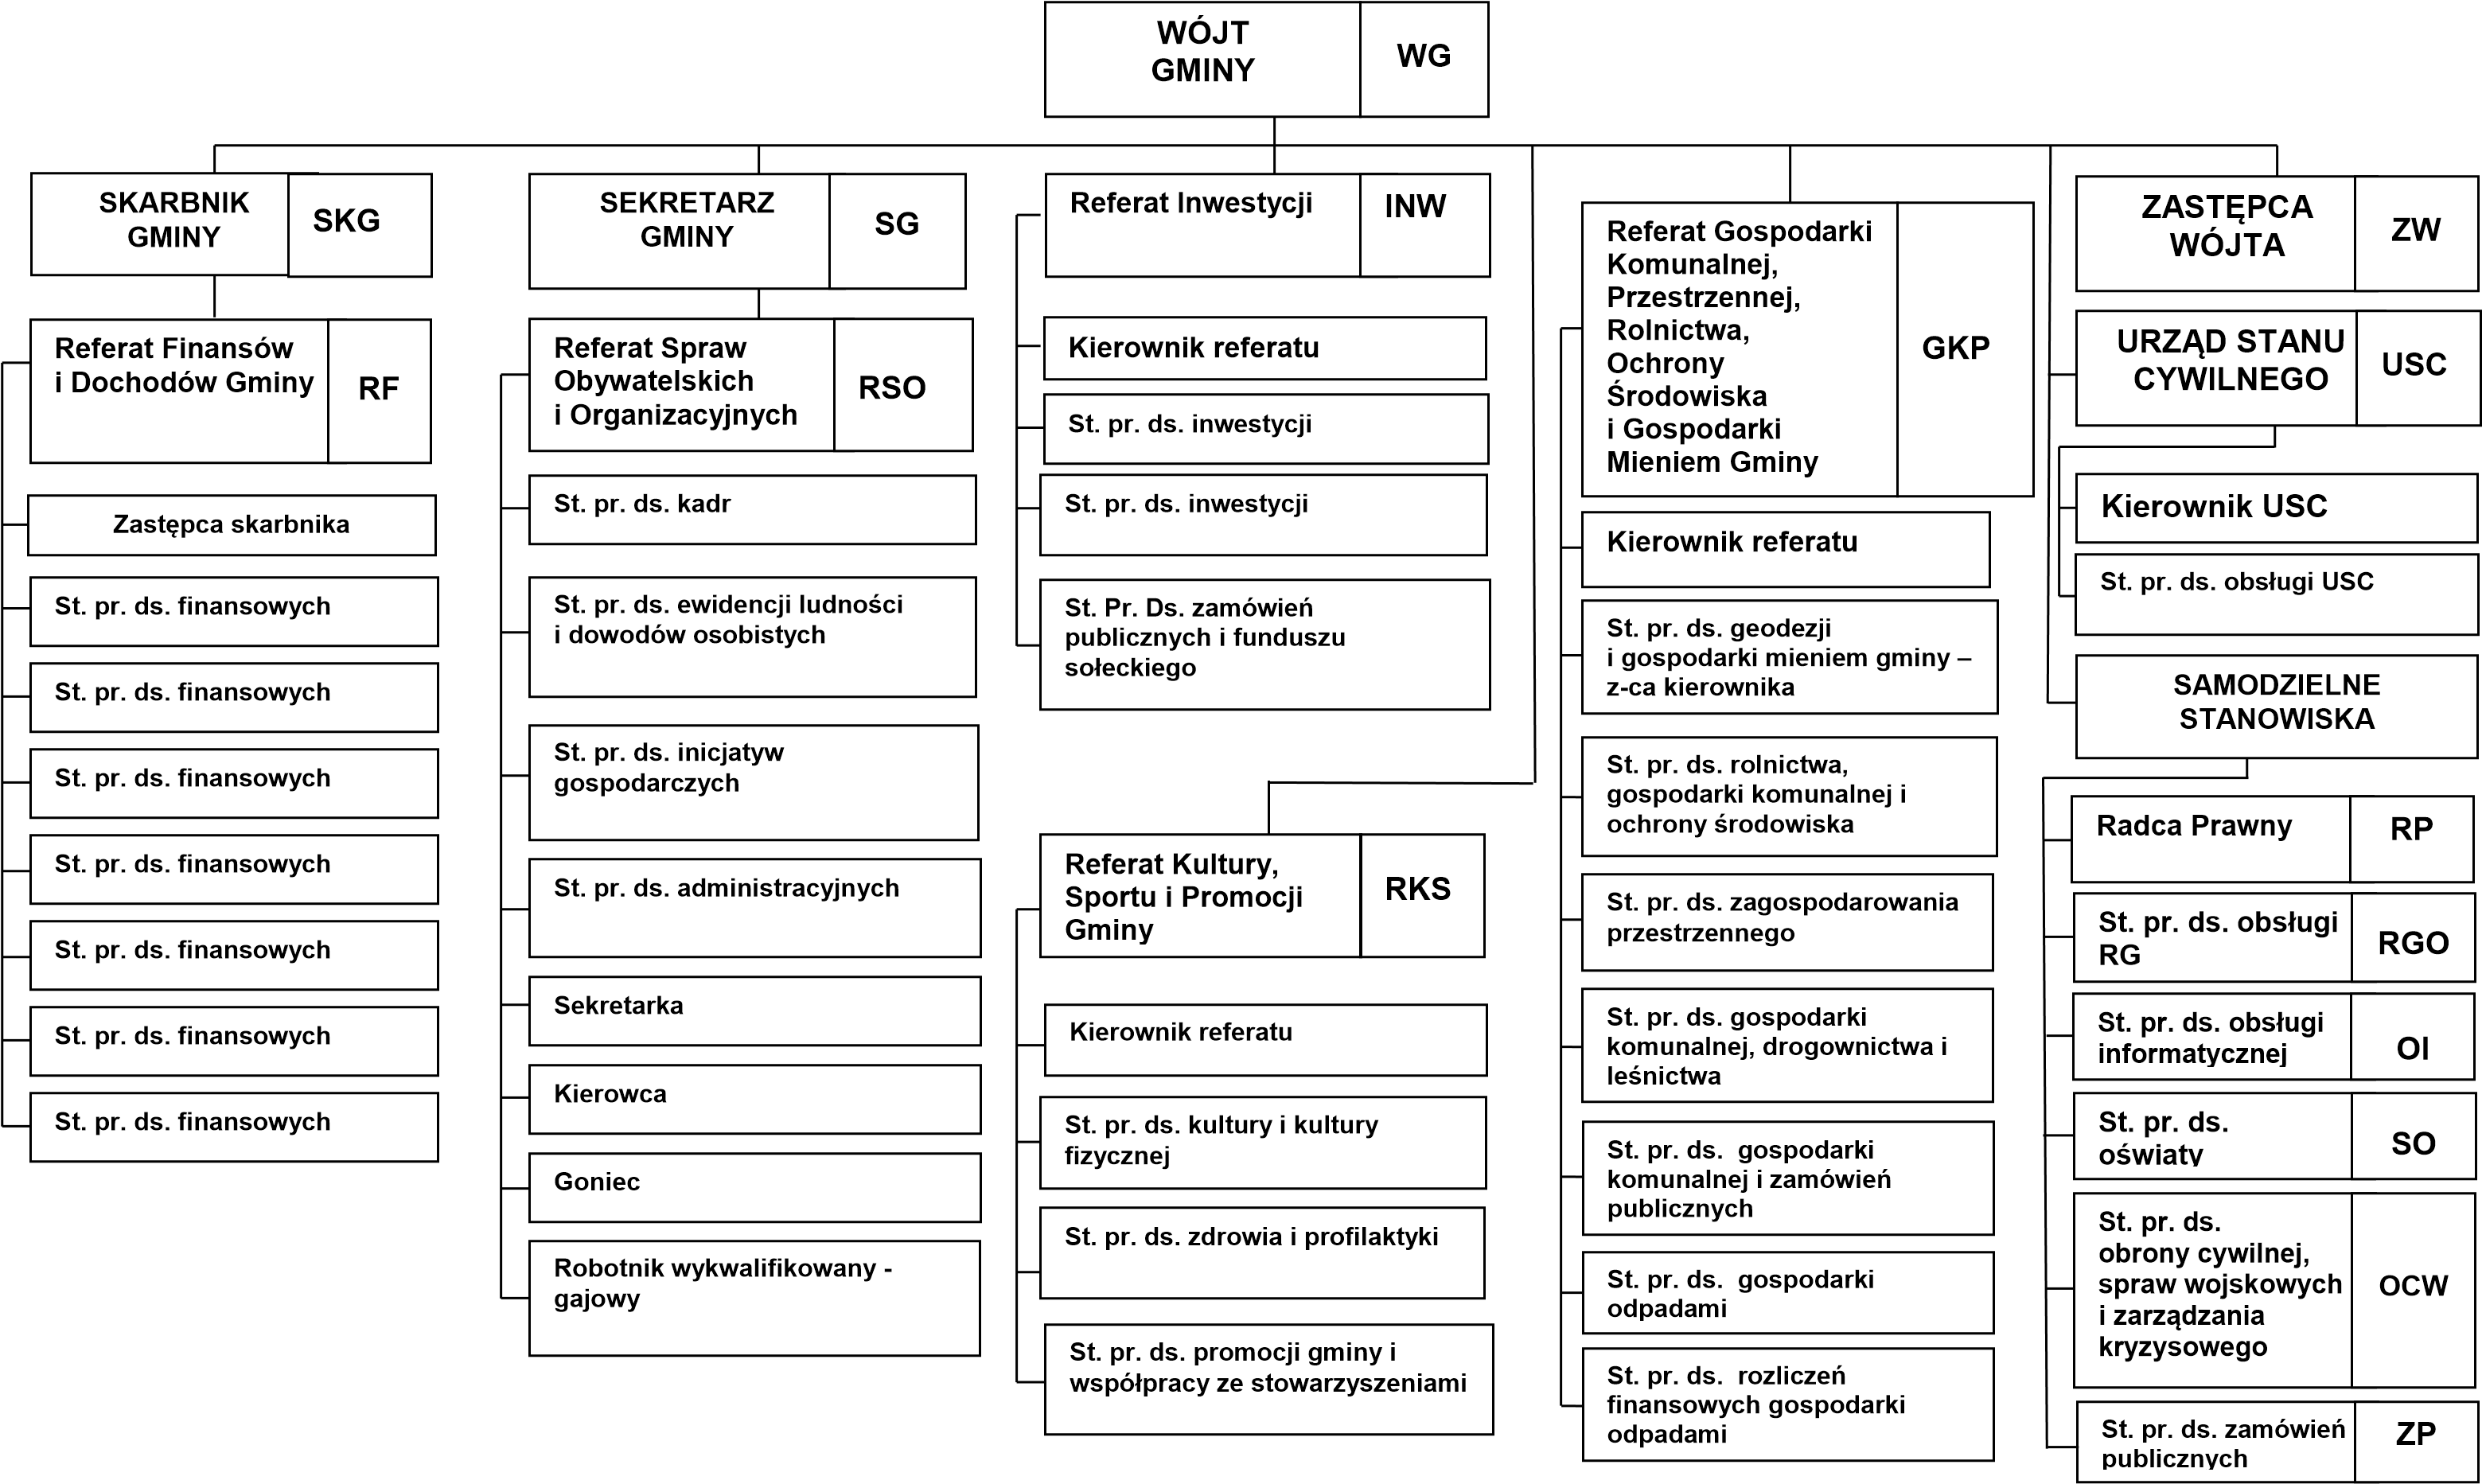 WÓJT
GMINY
WG
SKARBNIK
GMINY
SKG
Referat Finansów
i Dochodów Gminy
RF
Zastępca skarbnika
St. pr. ds. finansowych
St. pr. ds. finansowych
St. pr. ds. finansowych
St. pr. ds. finansowych
St. pr. ds. finansowych
St. pr. ds. finansowych
St. pr. ds. finansowych
SEKRETARZ
GMINY
SG
Referat Spraw
Obywatelskich
i Organizacyjnych
RSO
St. pr. ds. kadr
St. pr. ds. ewidencji ludności
i dowodów osobistych
St. pr. ds. inicjatyw
gospodarczych
St. pr. ds. administracyjnych
Sekretarka
Kierowca
Goniec
Robotnik wykwalifikowany -
gajowy
Referat Inwestycji
INW
Kierownik referatu
St. pr. ds. inwestycji
St. pr. ds. inwestycji
St. Pr. Ds. zamówień
publicznych i funduszu
sołeckiego
Referat Kultury,
Sportu i Promocji
Gminy
RKS
Kierownik referatu
St. pr. ds. kultury i kultury
fizycznej
St. pr. ds. zdrowia i profilaktyki
St. pr. ds. promocji gminy i
współpracy ze stowarzyszeniami
Referat Gospodarki
Komunalnej,
Przestrzennej,
Rolnictwa,
Ochrony
Środowiska
i Gospodarki
Mieniem Gminy
GKP
Kierownik referatu
St. pr. ds. geodezji
i gospodarki mieniem gminy –
z-ca kierownika
St. pr. ds. rolnictwa,
gospodarki komunalnej i
ochrony środowiska
St. pr. ds. zagospodarowania
przestrzennego
St. pr. ds. gospodarki
komunalnej, drogownictwa i
leśnictwa
St. pr. ds.  gospodarki
komunalnej i zamówień
publicznych
St. pr. ds.  gospodarki
odpadami
St. pr. ds.  rozliczeń
finansowych gospodarki
odpadami
ZASTĘPCA
WÓJTA
ZW
URZĄD STANU
CYWILNEGO
USC
Kierownik USC
St. pr. ds. obsługi USC
SAMODZIELNE
STANOWISKA
Radca Prawny
RP
St. pr. ds. obsługi
RG
RGO
St. pr. ds. obsługi
informatycznej
OI
St. pr. ds.
oświaty
SO
St. pr. ds.
obrony cywilnej,
spraw wojskowych
i zarządzania
kryzysowego
OCW
St. pr. ds. zamówień
publicznych
ZP